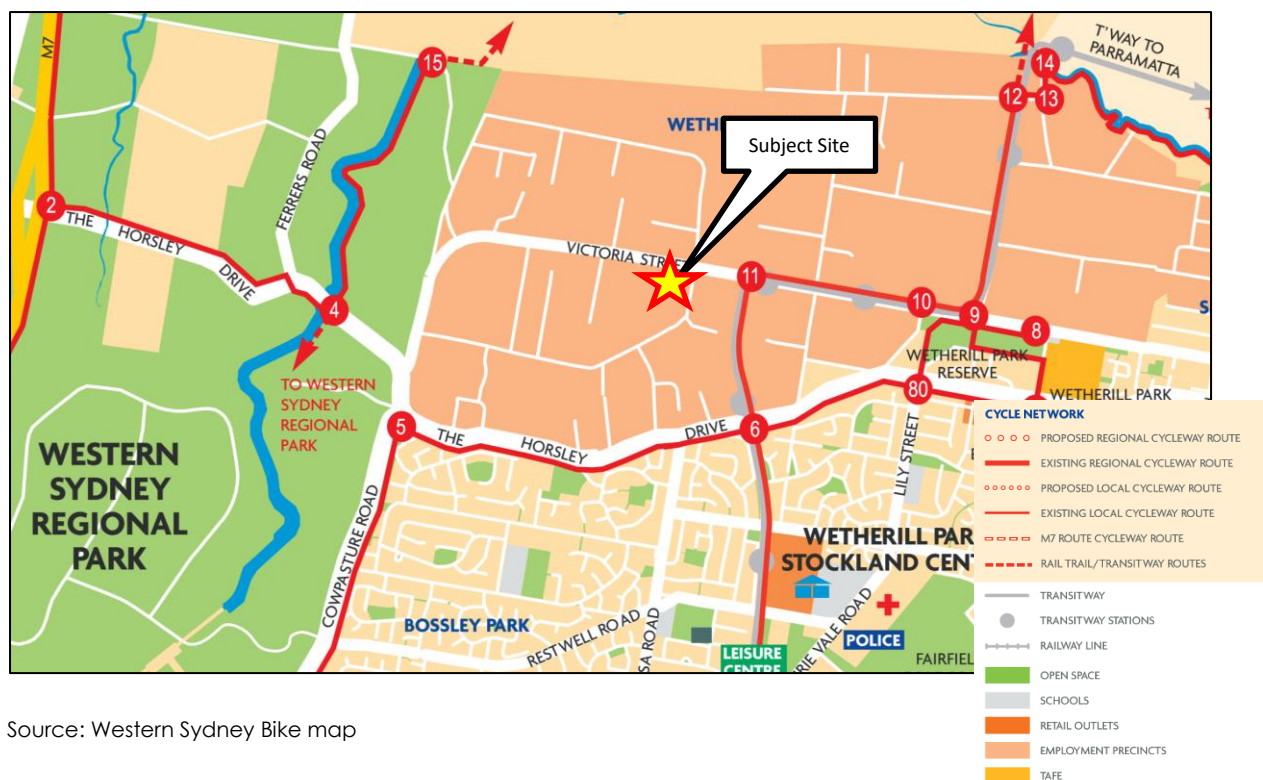 M7
15
T'WAY TO
PARRAMATTA
14
12
13
Subject Site
FERRERS ROAD
2
THE HORSLEY DRIVE
VICTORIA STREET
11
4
10
9
8
TO WESTERN
SYDNEY
REGIONAL
PARK
WETHERILL PARK
RESERVE
80
WETHERILL PARK
5
THE HORSLEY DRIVE
6
LILY STREET
WESTERN
SYDNEY
REGIONAL
PARK
COWPASTURE ROAD
WETHERILL PAR
STOCKLAND CEN
BOSSLEY PARK
RESTWELL ROAD
SA ROAD
RIE VALE ROAD
POLICE
LEISURE
CENTRE
FAIRFIEL
CYCLE NETWORK
PROPOSED REGIONAL CYCLEWAY ROUTE
EXISTING REGIONAL CYCLEWAY ROUTE
PROPOSED LOCAL CYCLEWAY ROUTE
EXISTING LOCAL CYCLEWAY ROUTE
M7 ROUTE CYCLEWAY ROUTE
RAIL TRAIL/TRANSITWAY ROUTES
TRANSITWAY
TRANSITWAY STATIONS
RAILWAY LINE
OPEN SPACE
SCHOOLS
RETAIL OUTLETS
EMPLOYMENT PRECINCTS
TAFE
Source: Western Sydney Bike map